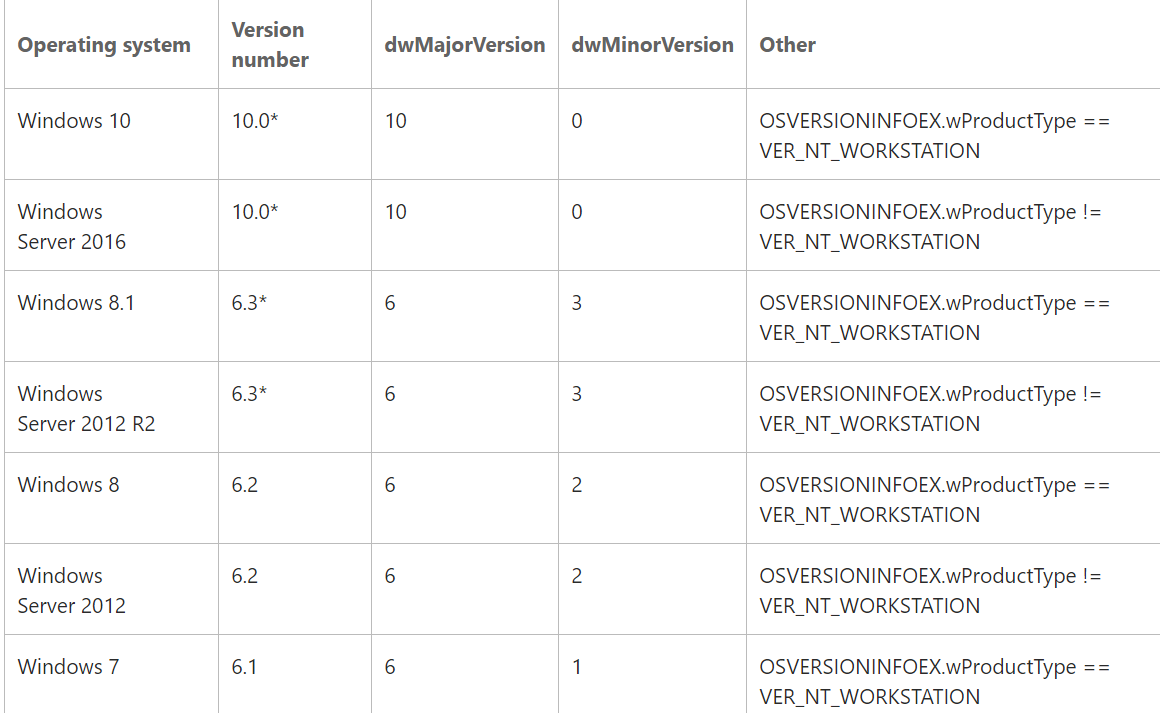 Operating system
Version
number
dwMajorVersion
dwMinorVersion
Other
Windows 10
10.0*
10
0
OSVERSIONINFOEX.wProductType ==
VER_NT_WORKSTATION
Windows
Server 2016
10.0*
10
0
OSVERSIONINFOEX.wProductType !=
VER_NT_WORKSTATION
Windows 8.1
6.3*
6
3
OSVERSIONINFOEX.wProductType ==
VER_NT_WORKSTATION
Windows
Server 2012 R2
6.3*
6
3
OSVERSIONINFOEX.wProductType !=
VER_NT_WORKSTATION
Windows 8
6.2
6
2
OSVERSIONINFOEX.wProductType ==
VER_NT_WORKSTATION
Windows
Server 2012
6.2
6
2
OSVERSIONINFOEX.wProductType !=
VER_NT_WORKSTATION
Windows 7
6.1
6
1
OSVERSIONINFOEX.wProductType ==
VER_NT_WORKSTATION